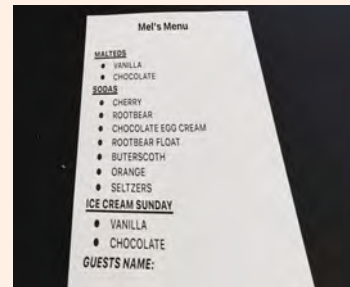 Mel's Menu
MALTEDS
● VANILLA
● CHOCOLATE
SODAS
● CHERRY
● ROOTBEAR
● CHOCOLATE EGG CREAM
● ROOTBEAR FLOAT
● BUTERSCOTH
● ORANGE
● SELTZERS
ICE CREAM SUNDAY
● VANILLA
● CHOCOLATE
GUESTS NAME: